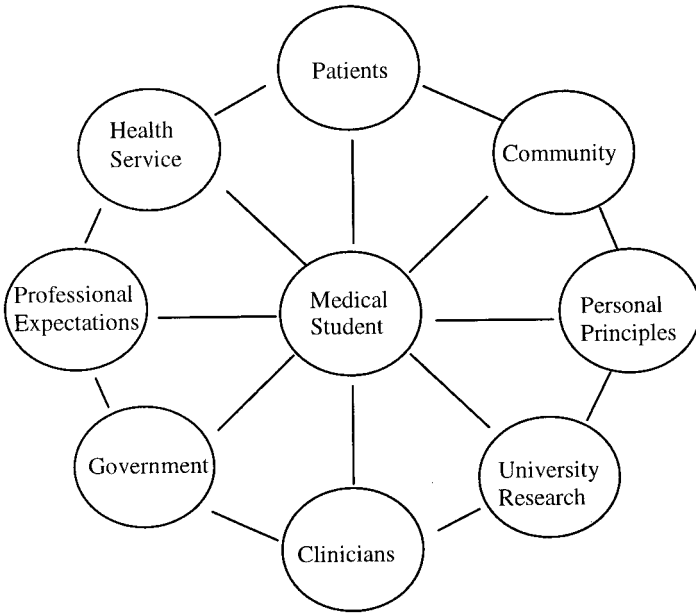 Patients
Health
Service
Community
Professional
Expectations
Medical
Student
Personal
Principles
Government
University
Research
Clinicians